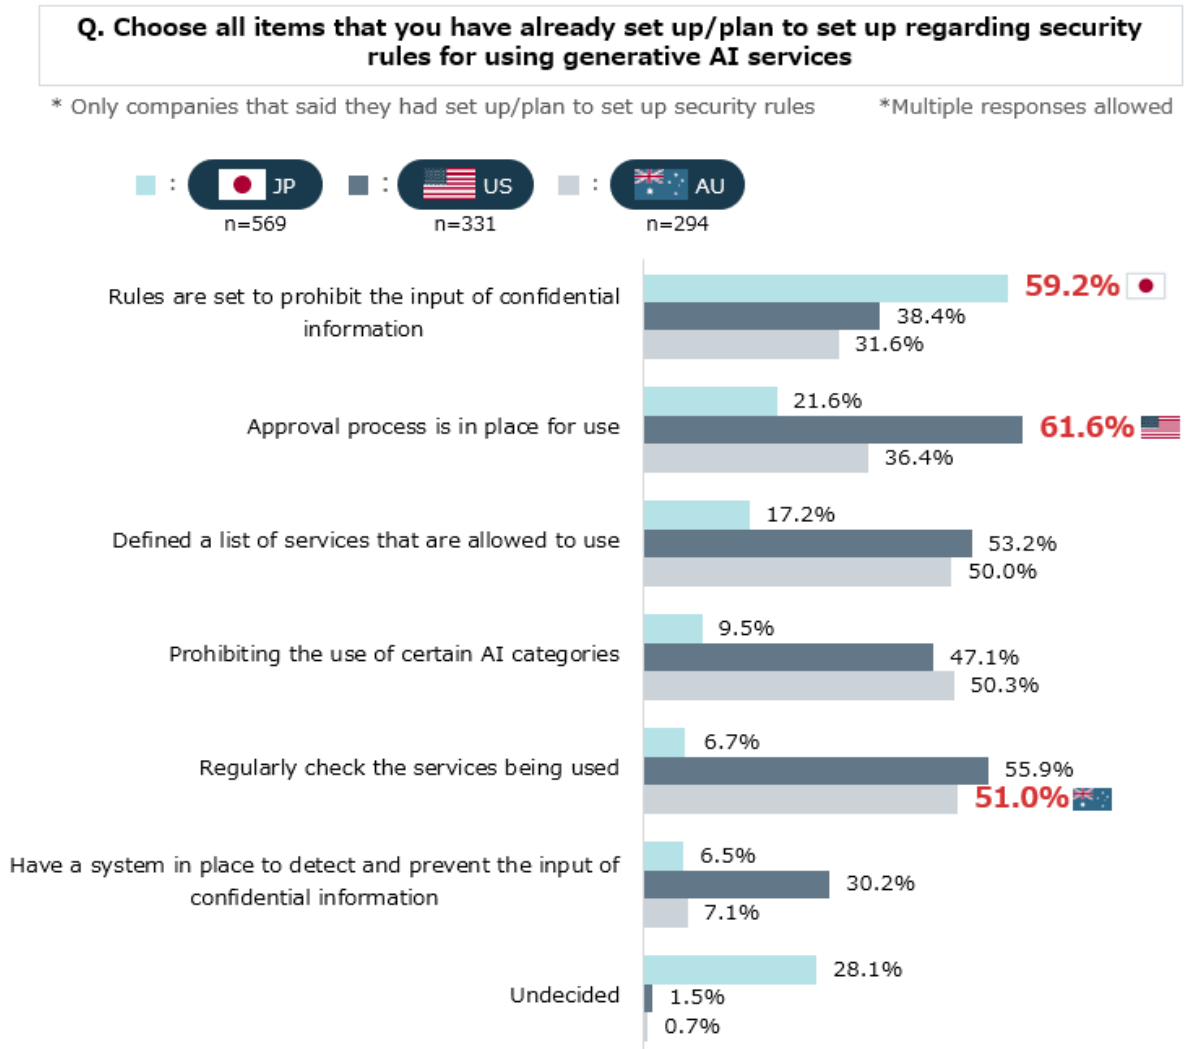 Q. Choose all items that you have already set up/plan to set up regarding security
rules for using generative AI services
* Only companies that said they had set up/plan to set up security rules *Multiple responses allowed
: JP : US : AU
n=569 n=331 n=294
Rules are set to prohibit the input of confidential
information
59.2%
38.4%
31.6%
Approval process is in place for use
21.6%
61.6%
36.4%
Defined a list of services that are allowed to use
17.2%
53.2%
50.0%
Prohibiting the use of certain AI categories
9.5%
47.1%
50.3%
Regularly check the services being used
6.7%
55.9%
51.0%
Have a system in place to detect and prevent the input of
confidential information
6.5%
30.2%
7.1%
Undecided
28.1%
1.5%
0.7%